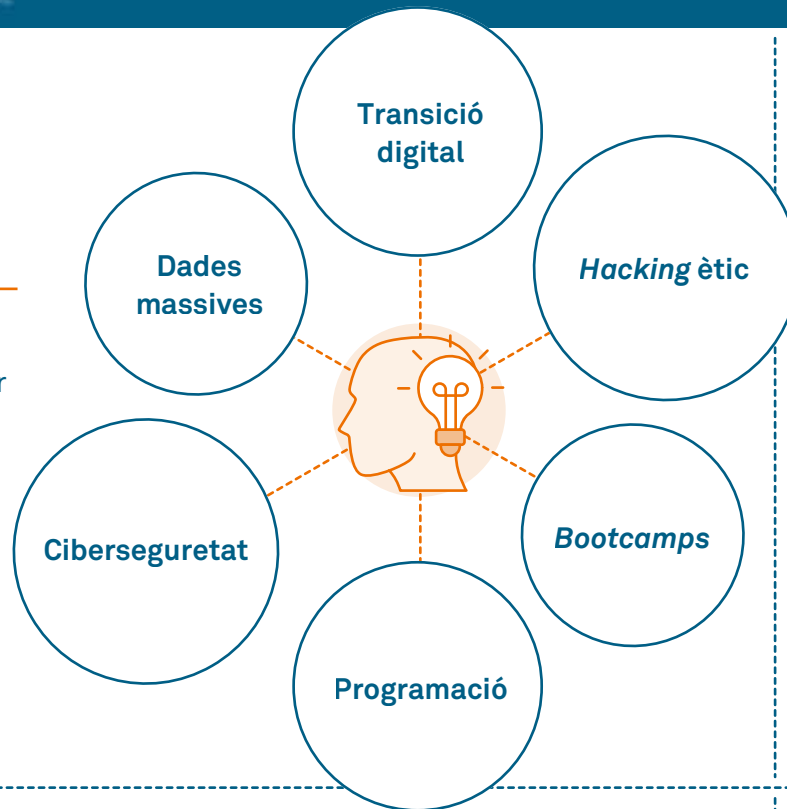 Transició
digital
Hacking ètic
Dades
massives
r
Bootcamps
Ciberseguretat
Programació